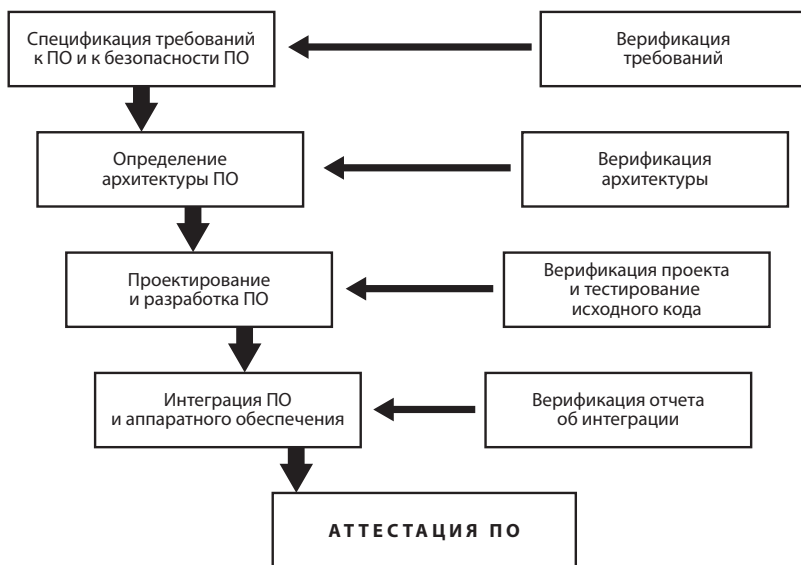 Спецификация требований
к ПО и к безопасности ПО
Верификация
требований
Определение
архитектуры ПО
Верификация
архитектуры
Проектирование
и разработка ПО
Верификация проекта
и тестирование
исходного кода
Интеграция ПО
и аппаратного обеспечения
Верификация отчета
об интеграции
АТТЕСТАЦИЯ ПО